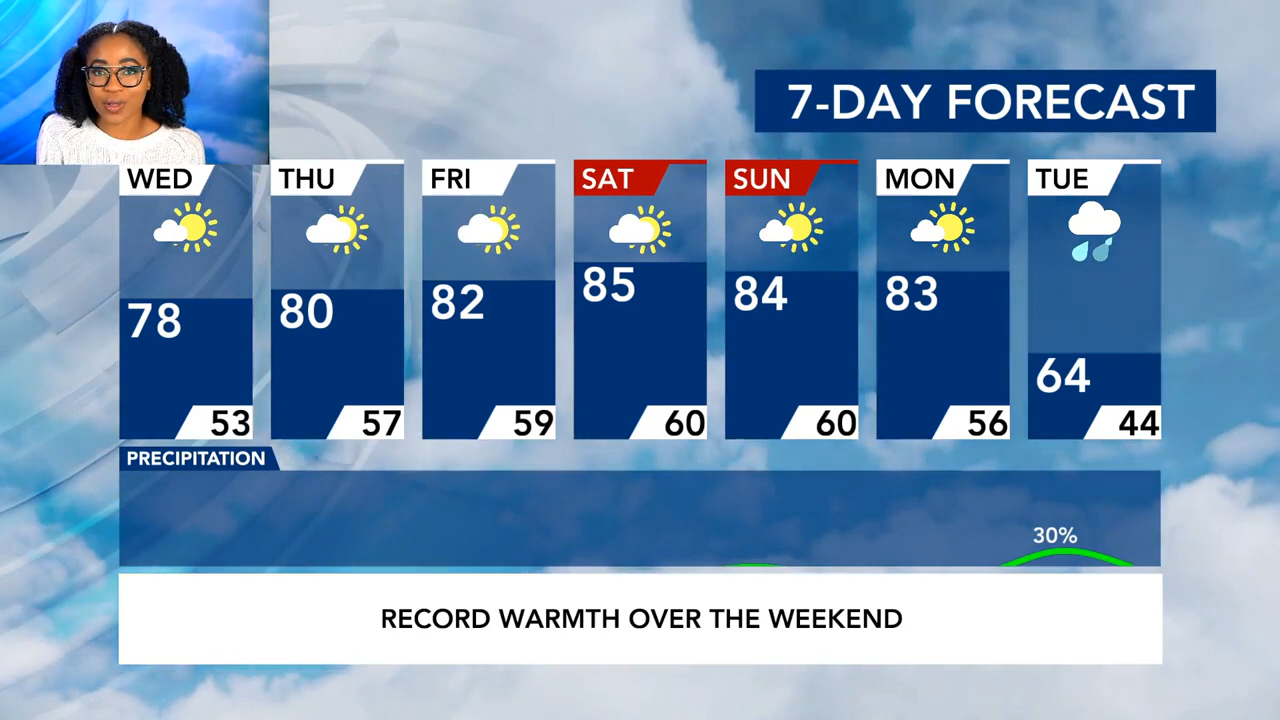 7-DAY FORECAST
WED THU FRI SAT SUN MON TUE
78 80 82 85 84 83 64
53 57 59 60 60 56 44
PRECIPITATION
30%
RECORD WARMTH OVER THE WEEKEND